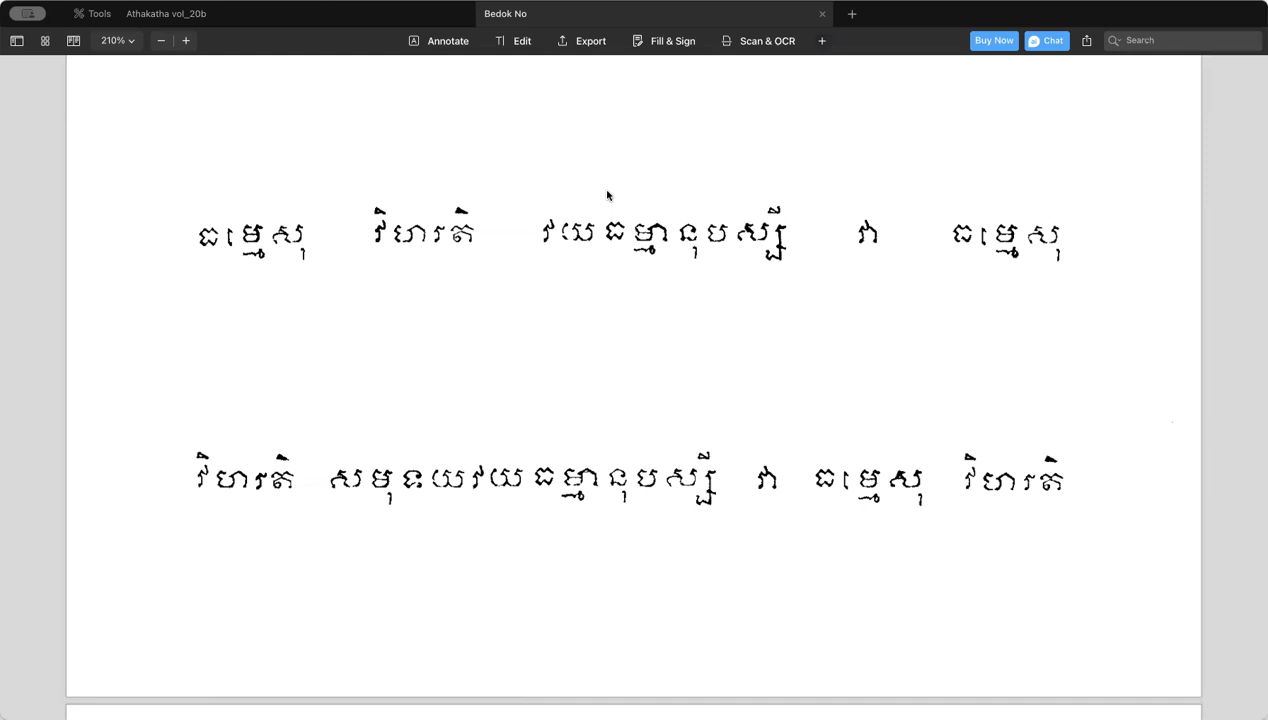 Tools Athakatha vol_20b Bedok No
210% Annotate Edit Export Fill & Sign Scan & OCR Buy Now Chat Search
ធម្មេសុ វិហរតិ វយធម្មានុបស្សី វា ធម្មេសុ
វិហរតិ សមុទយវយធម្មានុបស្សី វា ធម្មេសុ វិហរតិ